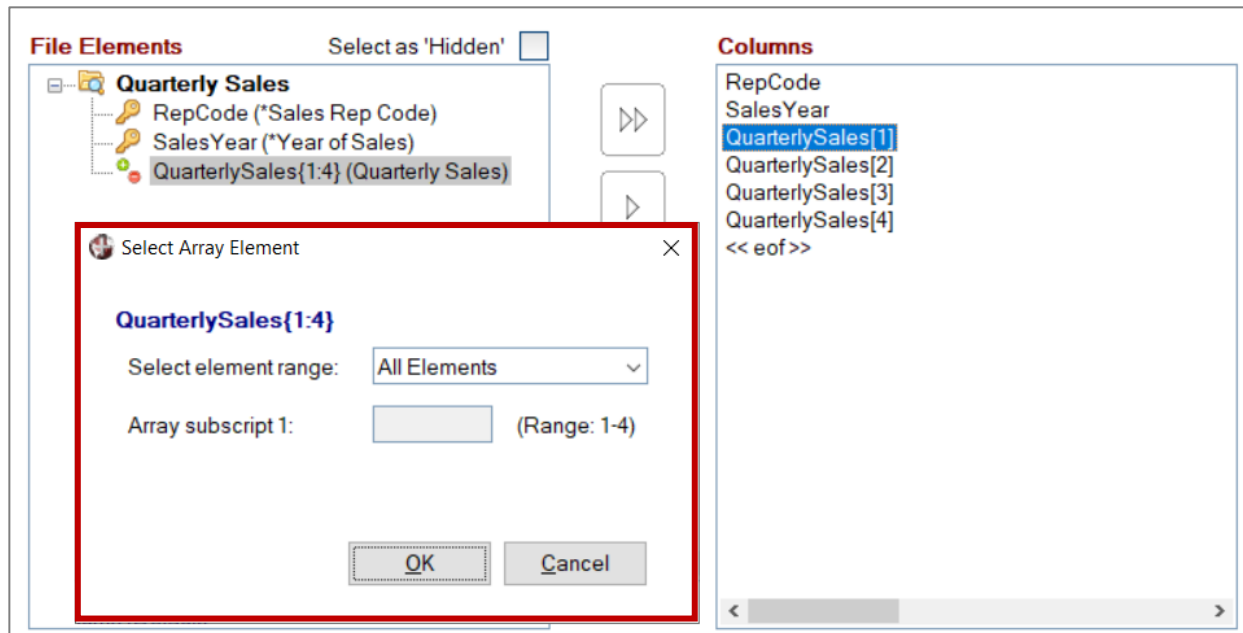 File Elements
Select as 'Hidden'
Quarterly Sales
RepCode (*Sales Rep Code)
SalesYear (*Year of Sales)
QuarterlySales{1:4} (Quarterly Sales)
Select Array Element
QuarterlySales{1:4}
Select element range: All Elements
Array subscript 1: (Range: 1-4)
OK Cancel
Columns
RepCode
SalesYear
QuarterlySales[1]
QuarterlySales[2]
QuarterlySales[3]
QuarterlySales[4]
<< eof >>